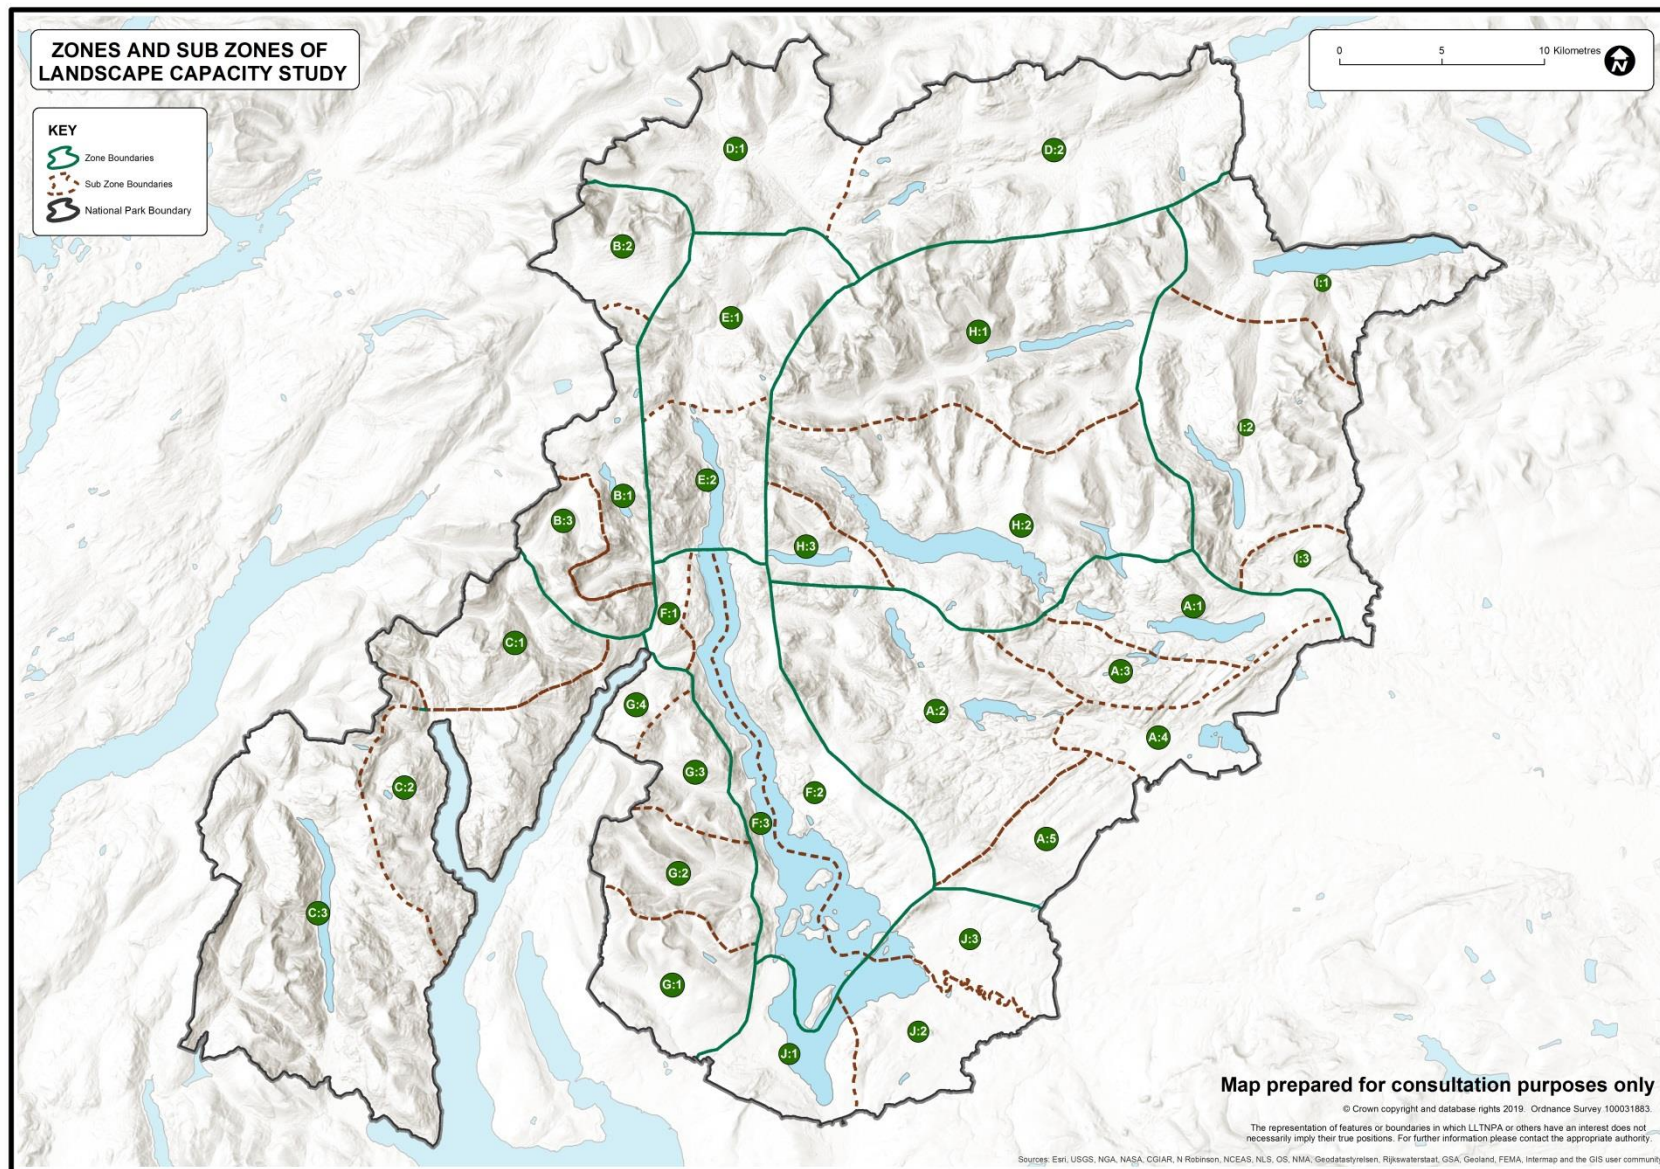 ZONES AND SUB ZONES OF
LANDSCAPE CAPACITY STUDY
0 5 10 Kilometres
N
KEY
Zone Boundaries
Sub Zone Boundaries
National Park Boundary
D:1
D:2
B:2
I:1
E:1
H:1
I:2
E:2
B:1
B:3
H:2
H:3
I:3
A:1
F:1
C:1
A:3
G:4
A:2
A:4
G:3
C:2
F:2
F:3
A:5
G:2
C:3
J:3
G:1
J:2
J:1
Map prepared for consultation purposes only
© Crown copyright and database rights 2019. Ordnance Survey 100031883.
The representation of features or boundaries in which LLTNPA or others have an interest does not
necessarily imply their true positions. For further information please contact the appropriate authority.
Sources: Esri, USGS, NGA, NASA, CGIAR, N Robinson, NCEAS, NLS, OS, NMA, Geodatastyrelsen, Rijkswaterstaat, GSA, Geoland, FEMA, Intermap and the GIS user community